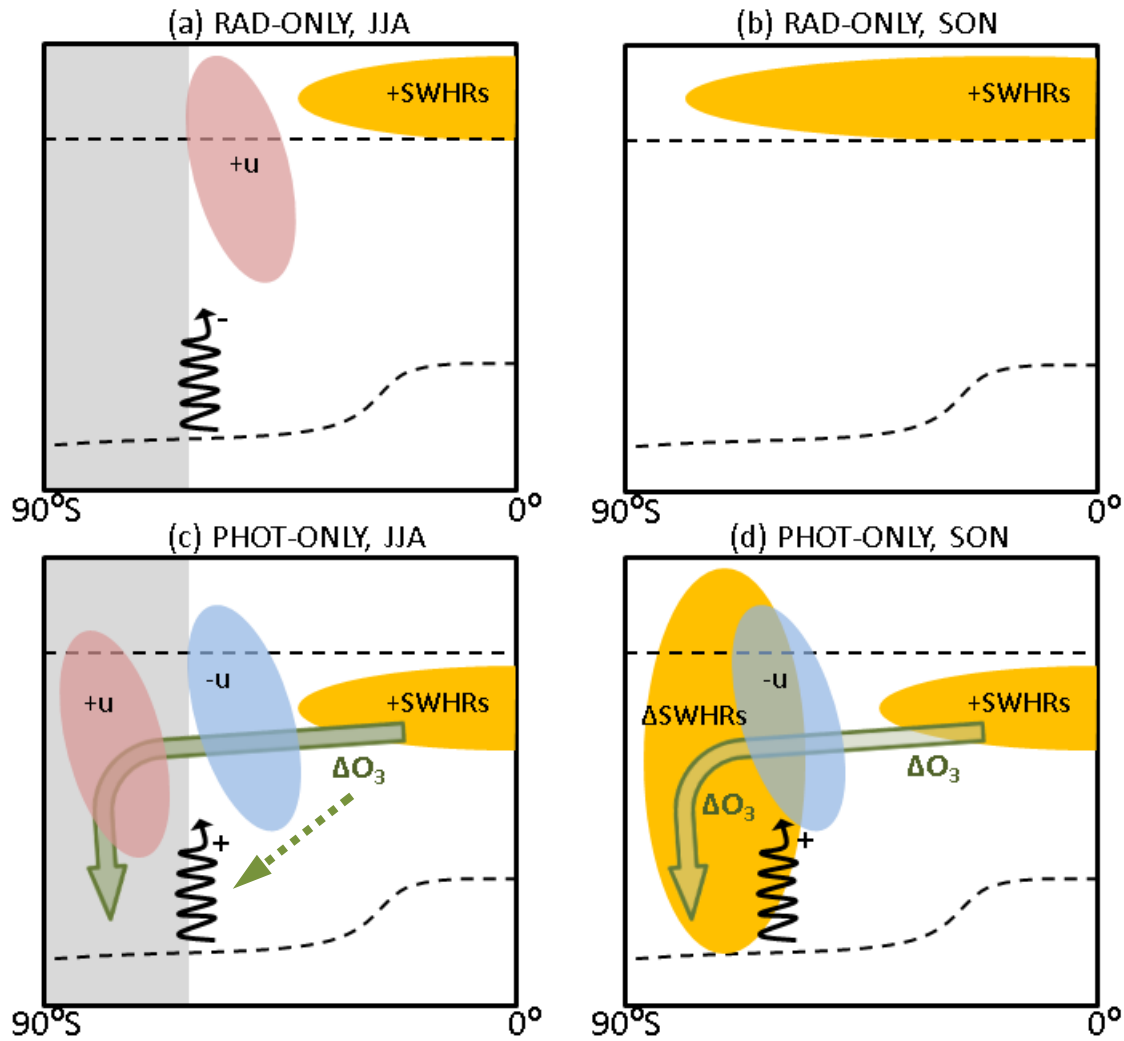 (a) RAD-ONLY, JJA
+SWHRs
+u
-
90°S
0°
(b) RAD-ONLY, SON
+SWHRs
90°S
0°
(c) PHOT-ONLY, JJA
+u
-u
+SWHRs
ΔO₃
+
90°S
0°
(d) PHOT-ONLY, SON
-u
+SWHRs
ΔSWHRs
ΔO₃
ΔO₃
+
90°S
0°